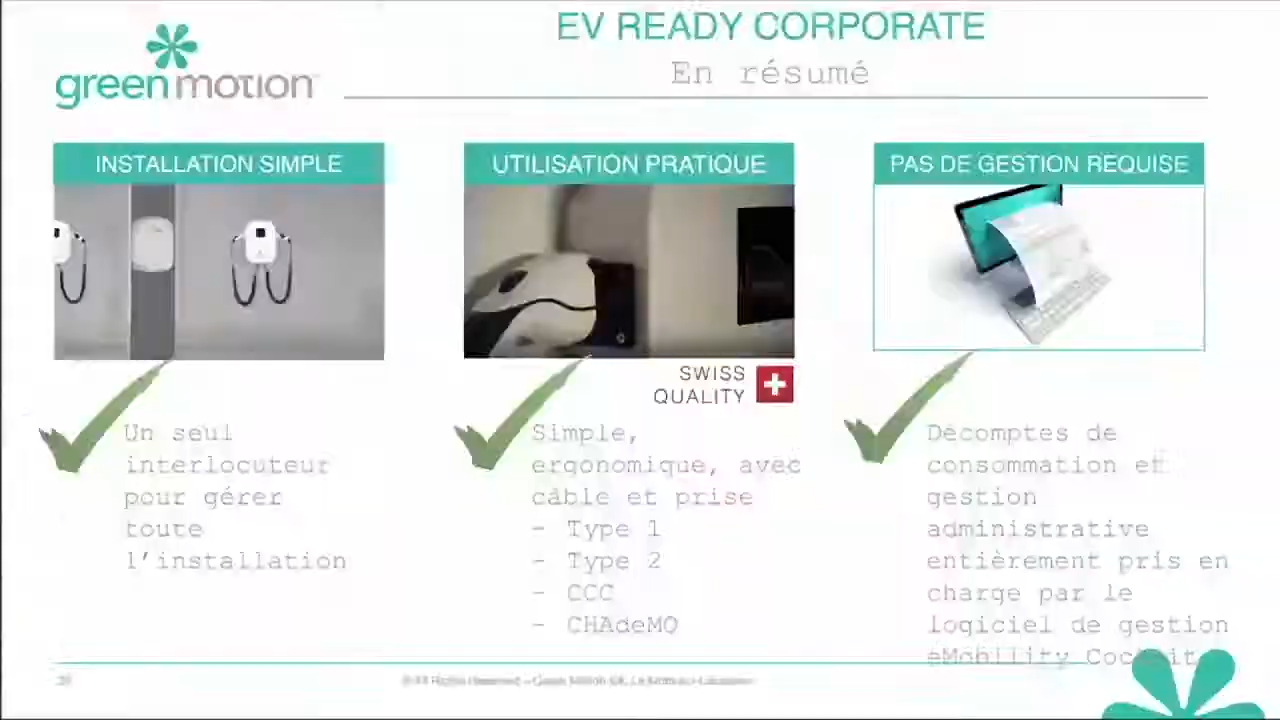 green motion
EV READY CORPORATE
En résumé
INSTALLATION SIMPLE
Un seul
interlocuteur
pour gérer
toute
l'installation
UTILISATION PRATIQUE
SWISS
QUALITY
Simple,
ergonomique, avec
câble et prise
- Type 1
- Type 2
- CCC
- CHAdeMO
PAS DE GESTION REQUISE
Décomptes de
consommation et
gestion
administrative
entièrement pris en
charge par le
logiciel de gestion